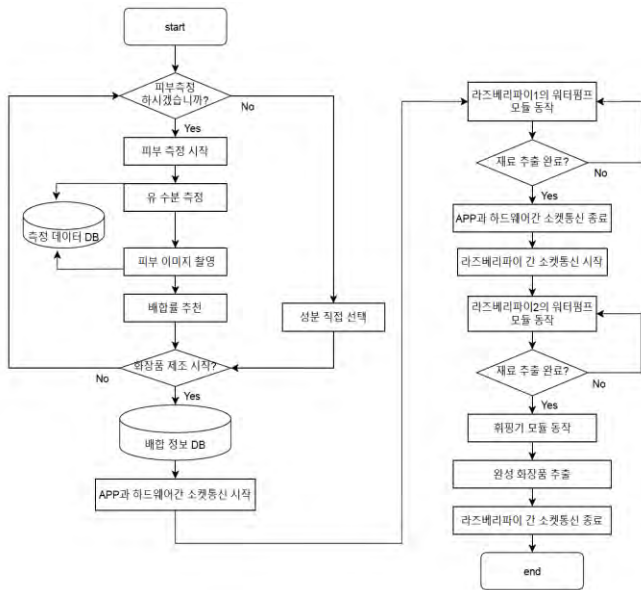 start
피부측정
하시겠습니까?
No
Yes
피부 측정 시작
유 수분 측정
측정 데이터 DB
피부 이미지 촬영
배합률 추천
성분 직접 선택
화장품 제조 시작?
No
Yes
배합 정보 DB
APP과 하드웨어간 소켓통신 시작
라즈베리파이1의 워터펌프
모듈 동작
재료 추출 완료?
No
Yes
APP과 하드웨어간 소켓통신 종료
라즈베리파이 간 소켓통신 시작
라즈베리파이2의 워터펌프
모듈 동작
재료 추출 완료?
No
Yes
휘핑기 모듈 동작
완성 화장품 추출
라즈베리파이 간 소켓통신 종료
end